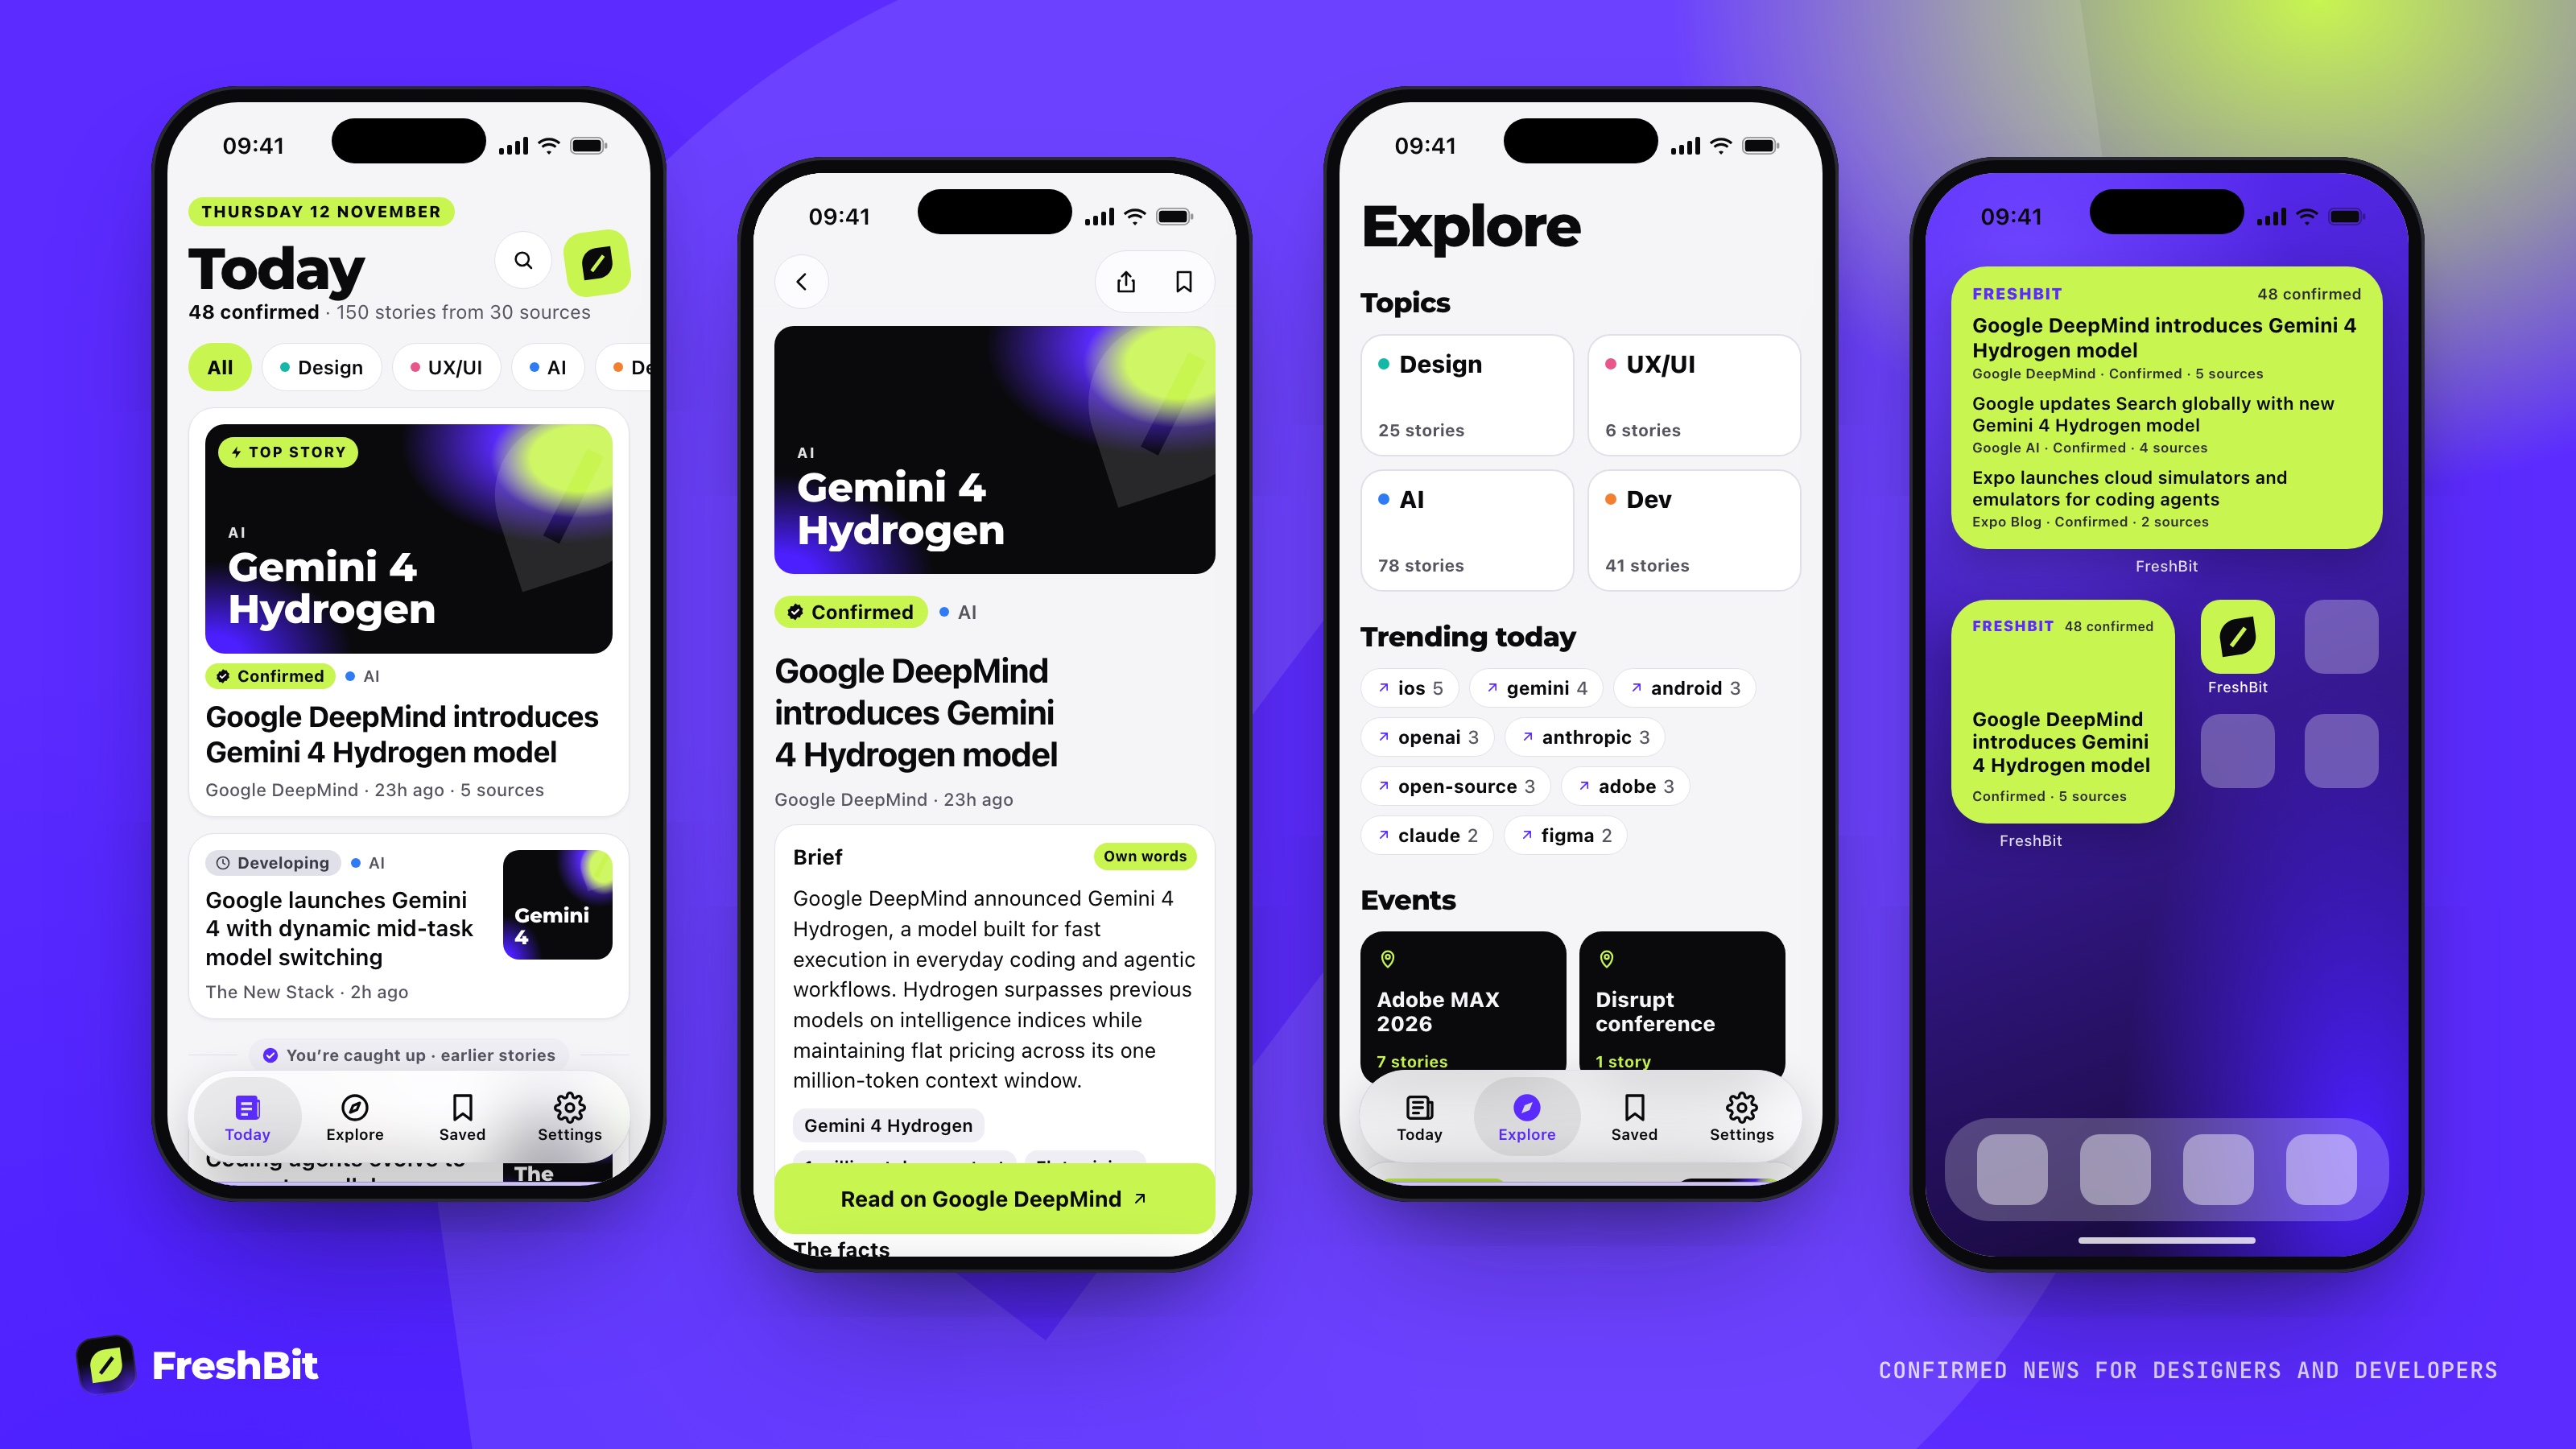 09:41
THURSDAY 12 NOVEMBER
Today
48 confirmed · 150 stories from 30 sources
All
Design
UX/UI
AI
De
TOP STORY
AI
Gemini 4
Hydrogen
Confirmed
AI
Google DeepMind introduces
Gemini 4 Hydrogen model
Google DeepMind · 23h ago · 5 sources
Developing
AI
Google launches Gemini
4 with dynamic mid-task
model switching
The New Stack · 2h ago
Gemini
4
You're caught up · earlier stories
Today
Explore
Saved
Settings
The
09:41
AI
Gemini 4
Hydrogen
Confirmed
AI
Google DeepMind
introduces Gemini
4 Hydrogen model
Google DeepMind · 23h ago
Brief
Own words
Google DeepMind announced Gemini 4
Hydrogen, a model built for fast
execution in everyday coding and agentic
workflows. Hydrogen surpasses previous
models on intelligence indices while
maintaining flat pricing across its one
million-token context window.
Gemini 4 Hydrogen
Read on Google DeepMind
The facts
09:41
Explore
Topics
Design
25 stories
UX/UI
6 stories
AI
78 stories
Dev
41 stories
Trending today
ios 5
gemini 4
android 3
openai 3
anthropic 3
open-source 3
adobe 3
claude 2
figma 2
Events
Adobe MAX
2026
7 stories
Disrupt
conference
1 story
Today
Explore
Saved
Settings
09:41
FRESHBIT
48 confirmed
Google DeepMind introduces Gemini 4
Hydrogen model
Google DeepMind · Confirmed · 5 sources
Google updates Search globally with new
Gemini 4 Hydrogen model
Google AI · Confirmed · 4 sources
Expo launches cloud simulators and
emulators for coding agents
Expo Blog · Confirmed · 2 sources
FreshBit
FRESHBIT
48 confirmed
Google DeepMind
introduces Gemini
4 Hydrogen model
Confirmed · 5 sources
FreshBit
FreshBit
FreshBit
CONFIRMED NEWS FOR DESIGNERS AND DEVELOPERS